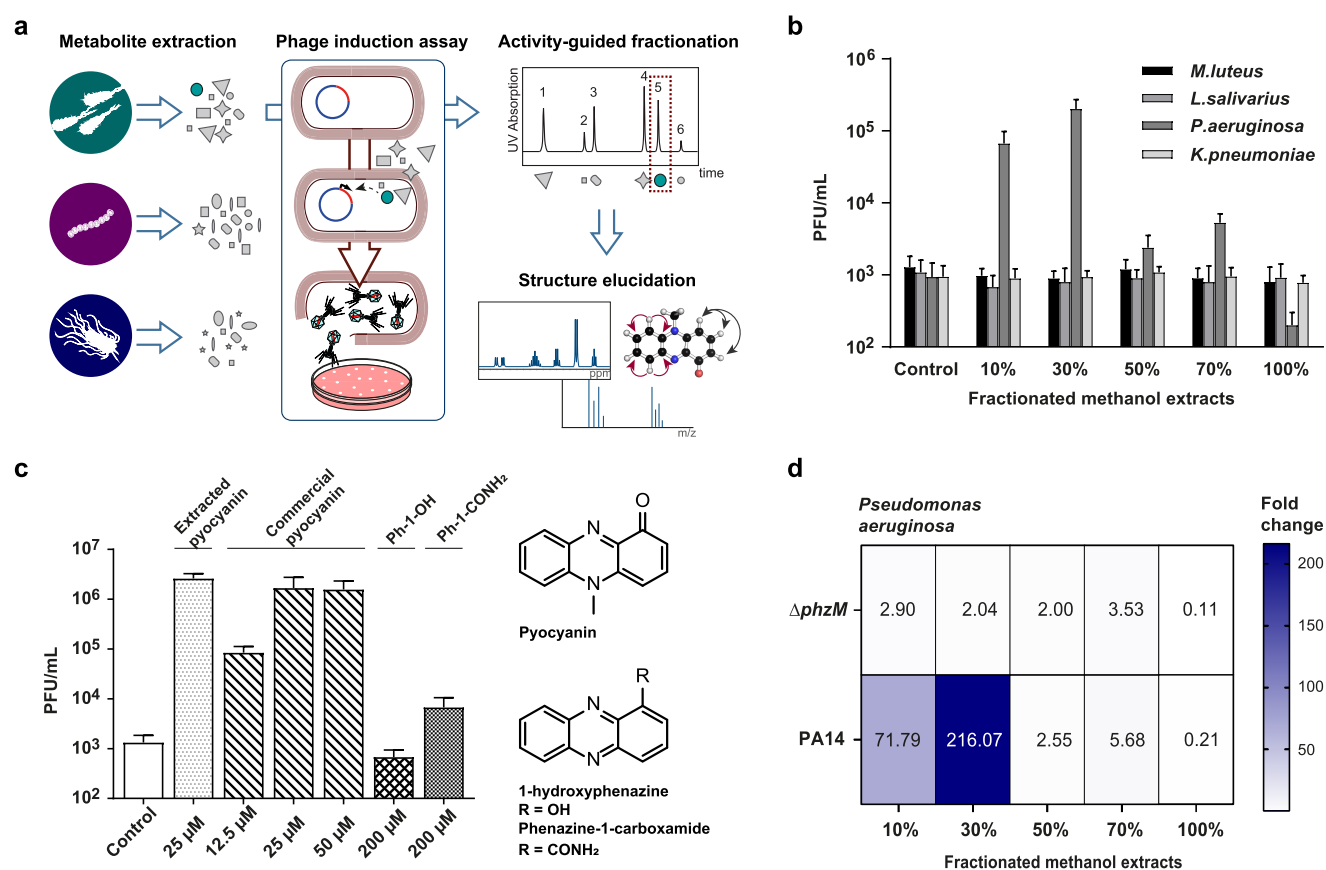 a
Metabolite extraction
Phage induction assay
Activity-guided fractionation
UV Absorption
1
2
3
4
5
6
time
Structure elucidation
ppm
m/z
b
PFU/mL
10⁶
10⁵
10⁴
10³
10²
M.luteus
L.salivarius
P.aeruginosa
K.pneumoniae
Control
10%
30%
50%
70%
100%
Fractionated methanol extracts
c
Extracted
pyocyanin
Commercial
pyocyanin
Ph-1-OH
Ph-1-CONH₂
PFU/mL
10⁷
10⁶
10⁵
10⁴
10³
10²
Control
25 µM
12.5 µM
25 µM
50 µM
200 µM
200 µM
O
N
N
Pyocyanin
R
N
N
1-hydroxyphenazine
R = OH
Phenazine-1-carboxamide
R = CONH₂
d
Pseudomonas
aeruginosa
Fold
change
ΔphzM
2.90
2.04
2.00
3.53
0.11
PA14
71.79
216.07
2.55
5.68
0.21
200
150
100
50
10%
30%
50%
70%
100%
Fractionated methanol extracts